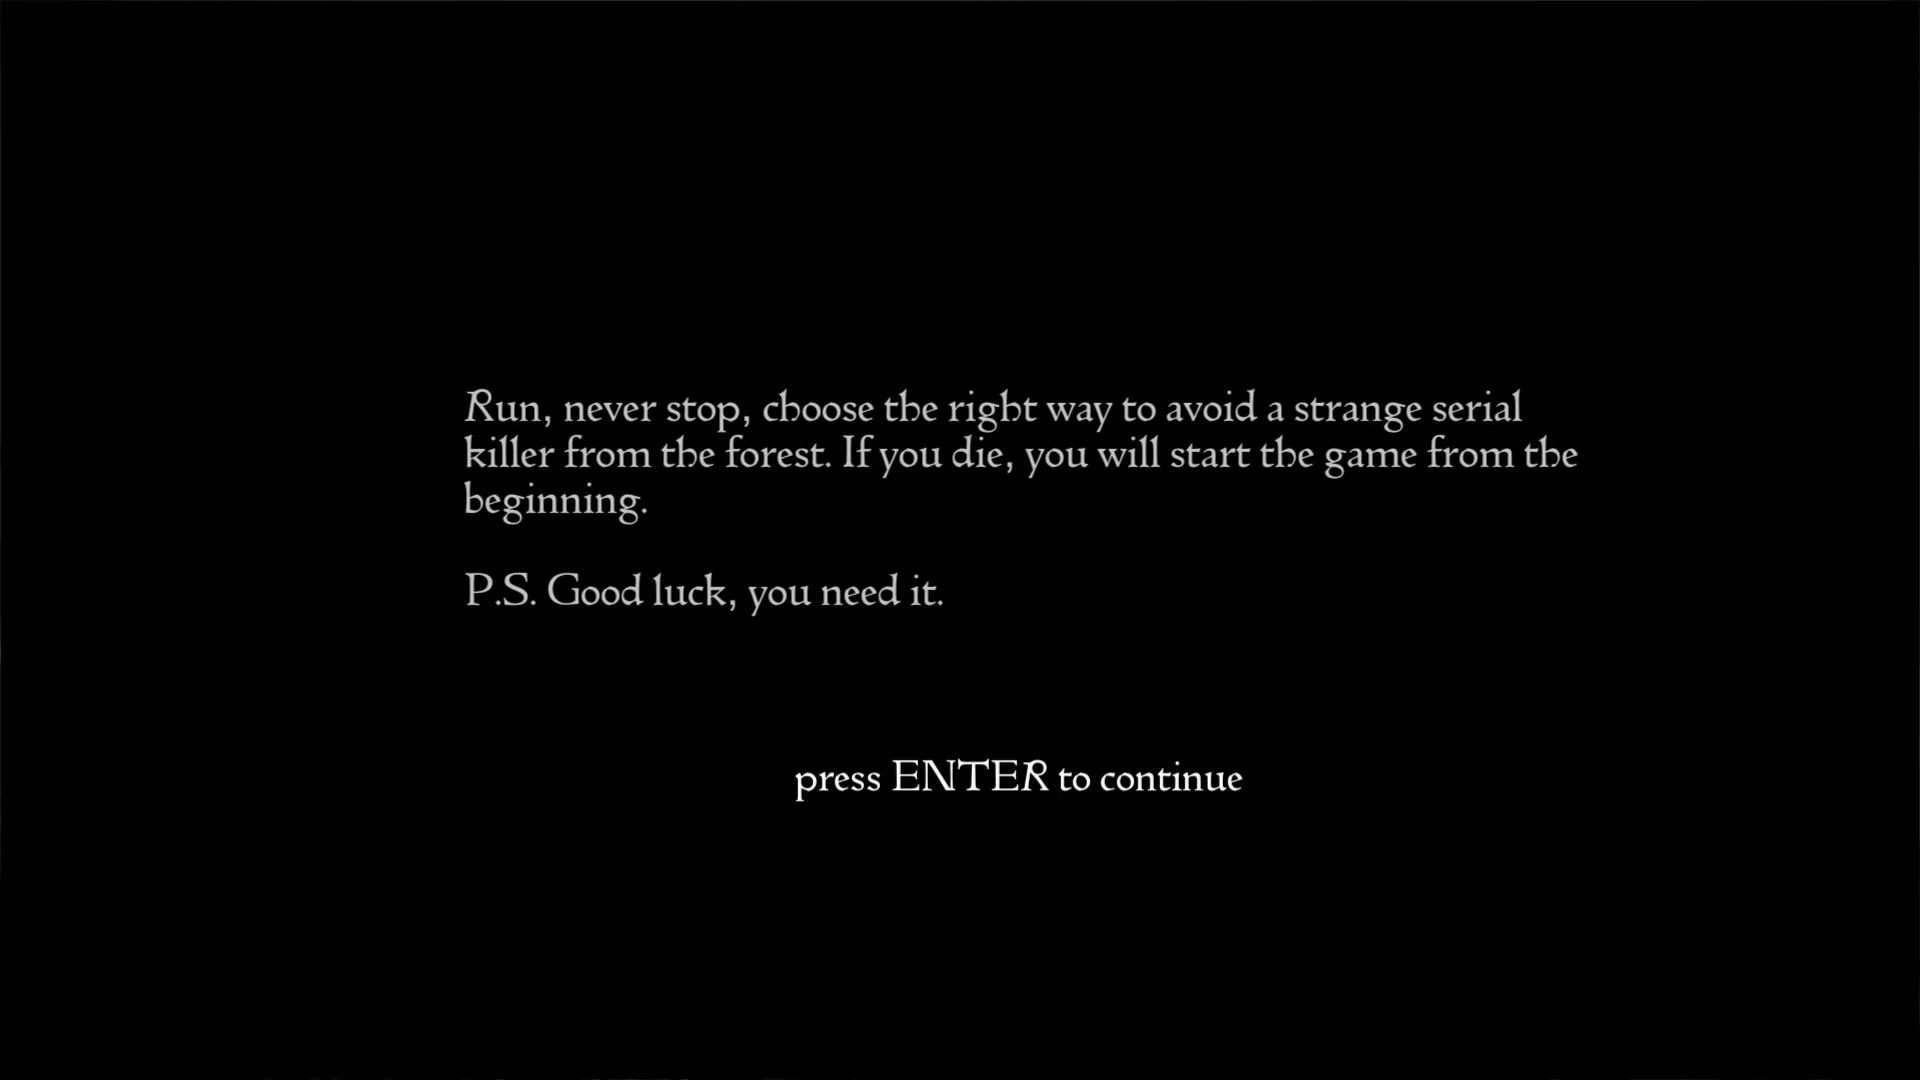 Run, never stop, choose the right way to avoid a strange serial
killer from the forest. If you die, you will start the game from the
beginning.
P.S. Good luck, you need it.
press ENTER to continue